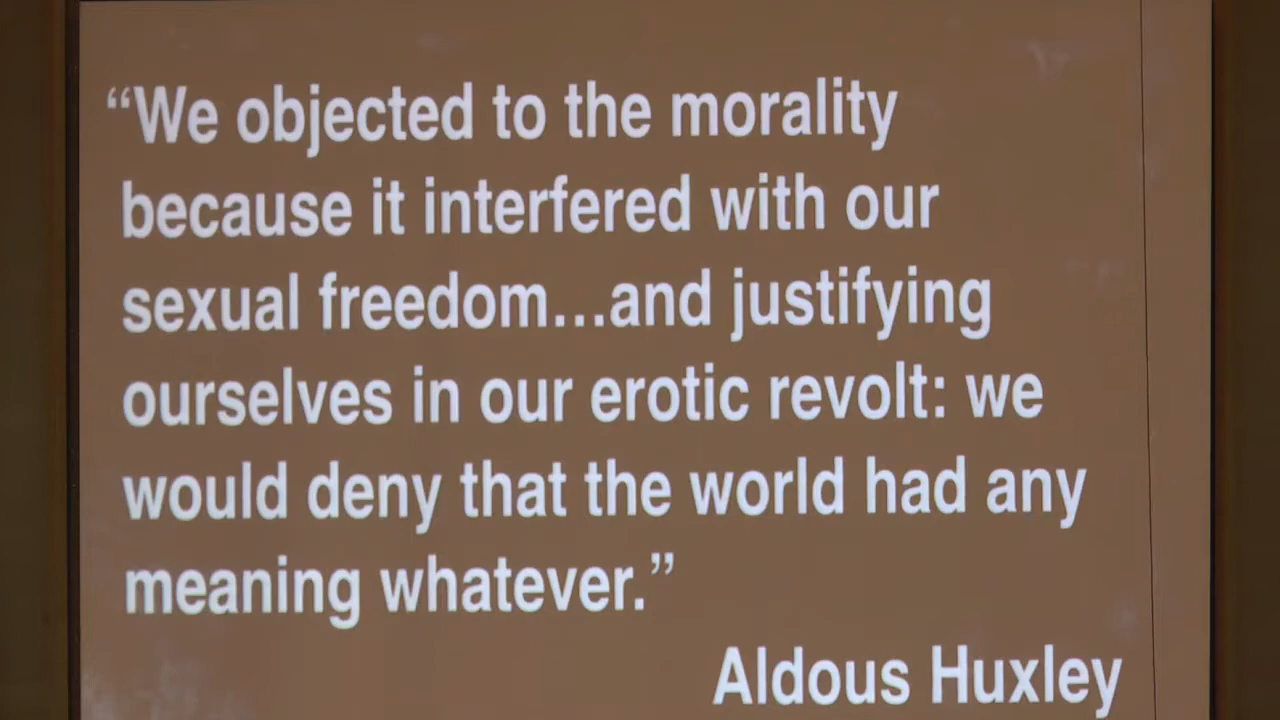 “We objected to the morality
because it interfered with our
sexual freedom...and justifying
ourselves in our erotic revolt: we
would deny that the world had any
meaning whatever.”
Aldous Huxley